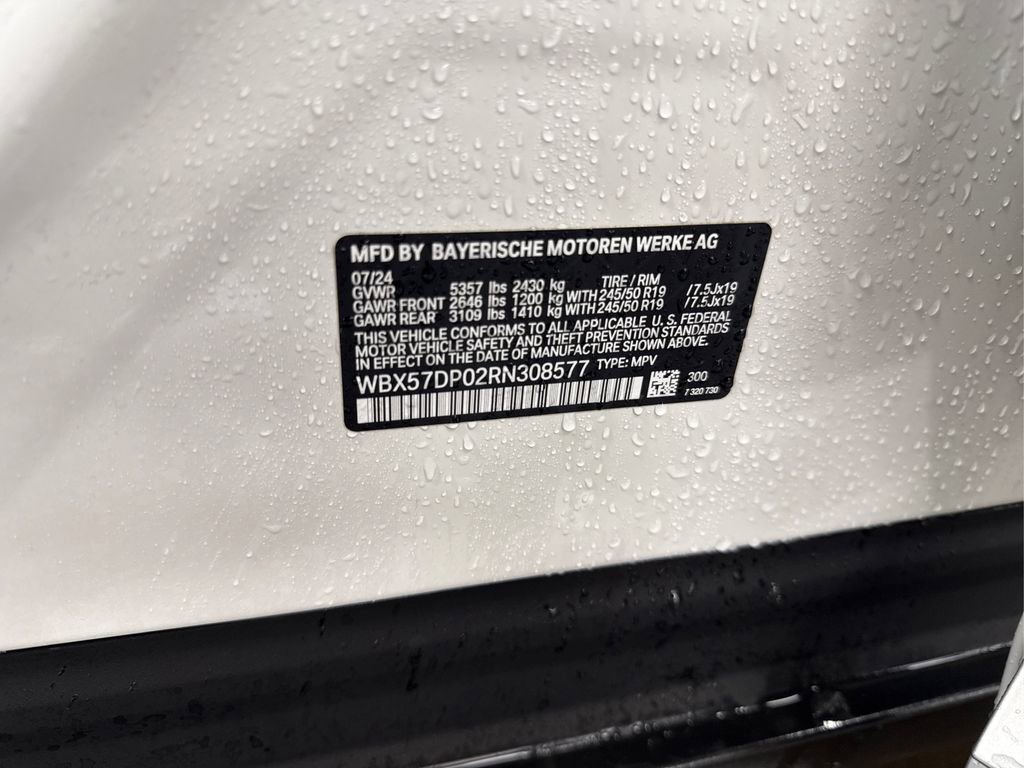 MFD BY BAYERISCHE MOTOREN WERKE AG
07/24 TIRE / RIM
GVWR 5357 lbs 2430 kg
GAWR FRONT 2646 lbs 1200 kg WITH 245/50 R19 /7.5Jx19
GAWR REAR 3109 lbs 1410 kg WITH 245/50 R19 /7.5Jx19
THIS VEHICLE CONFORMS TO ALL APPLICABLE U. S. FEDERAL
MOTOR VEHICLE SAFETY AND THEFT PREVENTION STANDARDS
IN EFFECT ON THE DATE OF MANUFACTURE SHOWN ABOVE.
WBX57DP02RN308577 TYPE: MPV
300
7 320 730